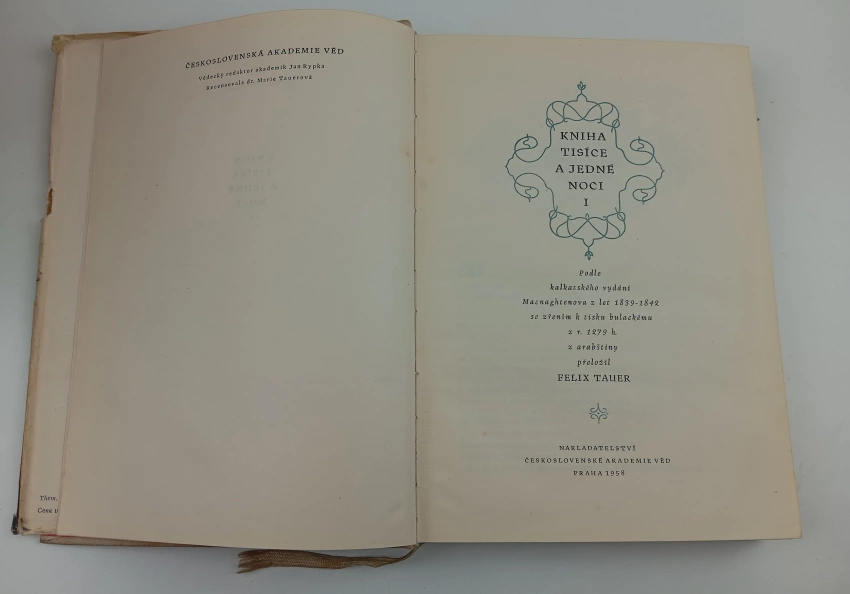 ČESKOSLOVENSKÁ AKADEMIE VĚD
Vědecký redaktor akademik Jan Rypka
Recensovala dr. Marie Tauerová
Them.
Cena v
KNIHA
TISÍCE
A JEDNÉ
NOCI
I
Podle
kalkatského vydání
Macnaghtenova z let 1839-1842
se zřením k tisku bulackému
z r. 1279 h.
z arabštiny
přeložil
FELIX TAUER
NAKLADATELSTVÍ
ČESKOSLOVENSKÉ AKADEMIE VĚD
PRAHA 1958